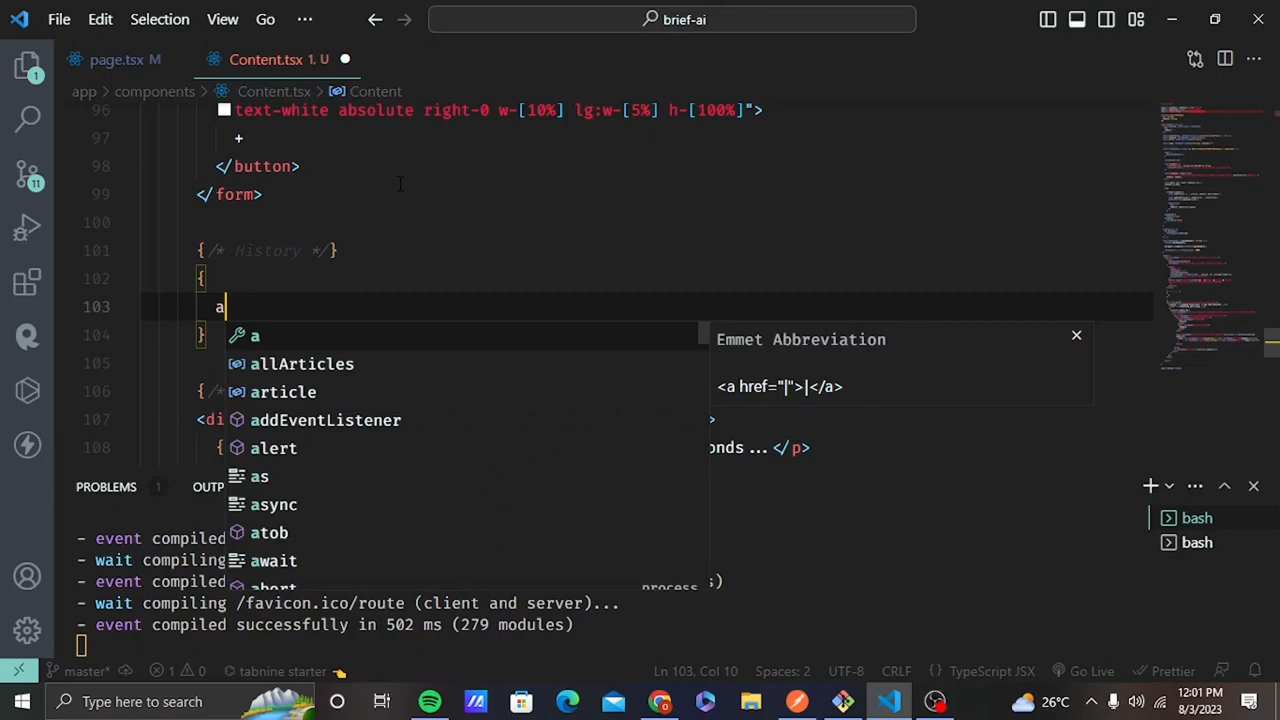 File Edit Selection View Go ... brief-ai
page.tsx M Content.tsx 1, U
app > components > Content.tsx > Content
96 text-white absolute right-0 w-[10%] lg:w-[5%] h-[100%]">
97 +
98 </button>
99 </form>
100
101 {/* History */}
102 {
103 a
104 }
105
106 {/*
107 <di >
108 { onds ... </p>
a
allArticles
article
addEventListener
alert
as
async
atob
await
abort process
Emmet Abbreviation
<a href="|">|</a>
PROBLEMS 1 OUTP
- event compiled
- wait compiling
- event compiled s)
- wait compiling /favicon.ico/route (client and server)...
- event compiled successfully in 502 ms (279 modules)
bash
bash
1
11
master* 1 0 tabnine starter Ln 103, Col 10 Spaces: 2 UTF-8 CRLF {} TypeScript JSX Go Live Prettier
Type here to search 26°C 12:01 PM
8/3/2023